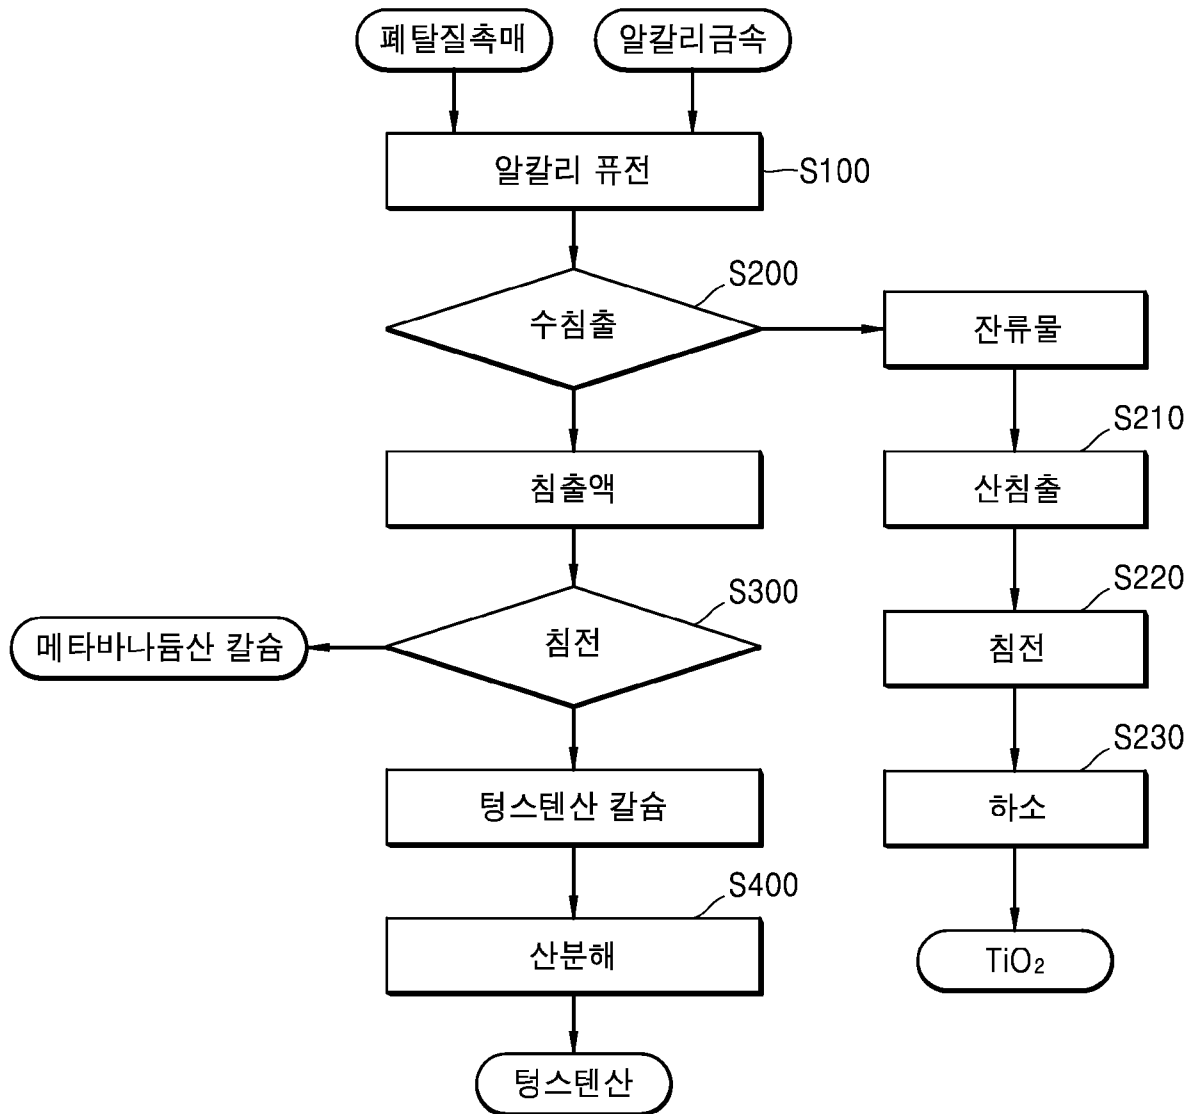 폐탈질촉매
알칼리금속
알칼리 퓨전
S100
S200
수침출
잔류물
S210
침출액
산침출
S300
S220
메타바나듐산 칼슘
침전
침전
S230
텅스텐산 칼슘
하소
S400
산분해
TiO₂
텅스텐산